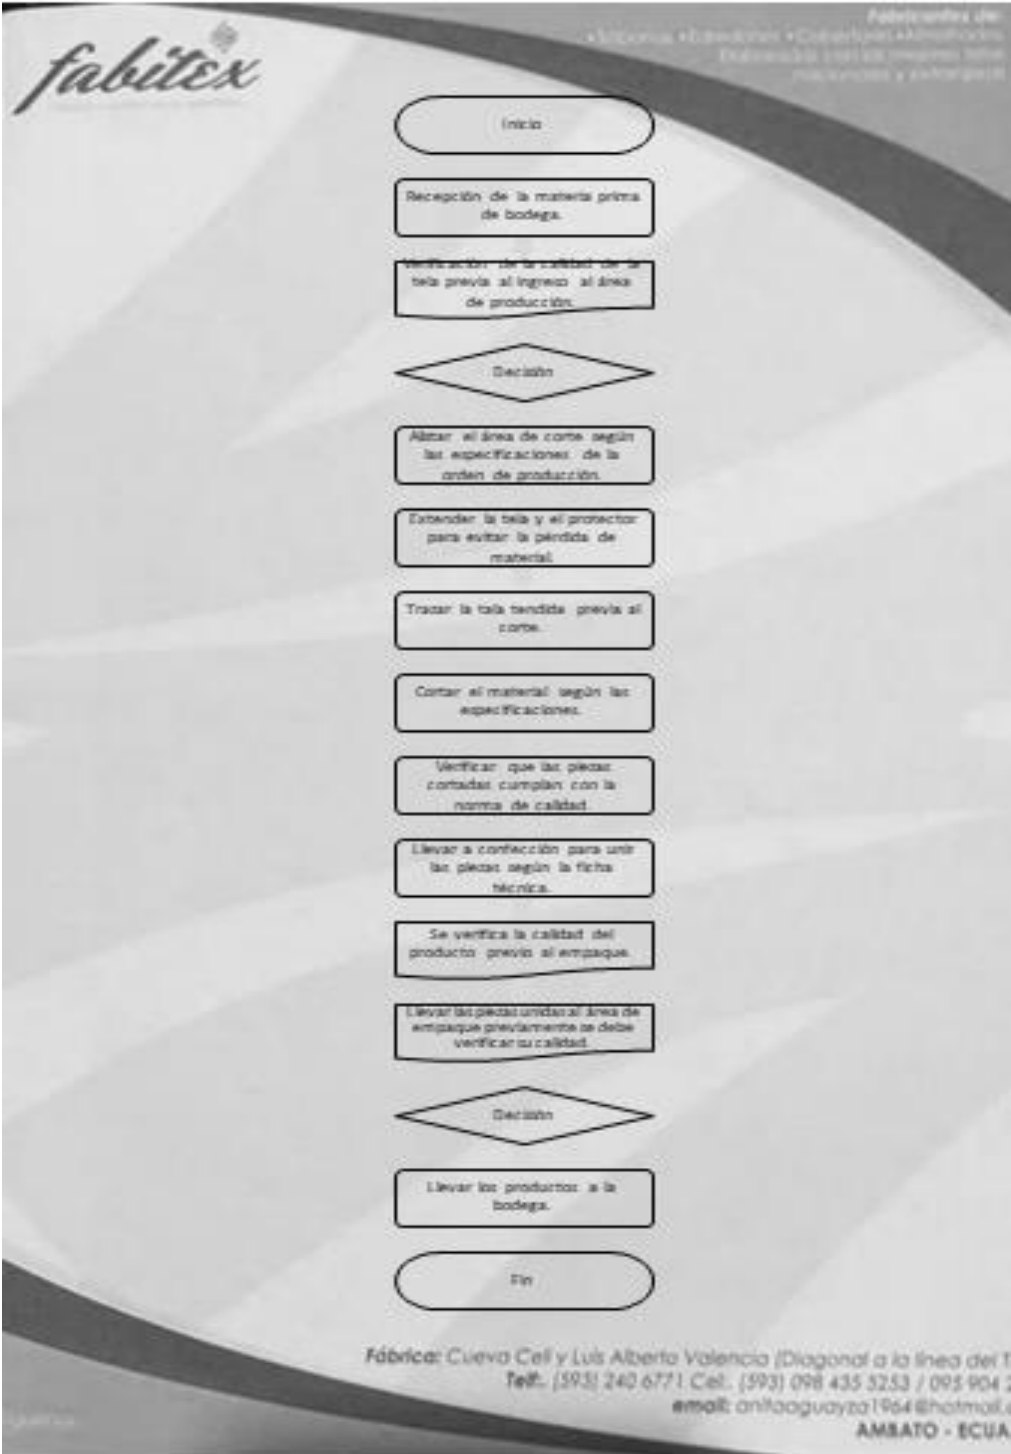 fabitex
Fabricantes de:
nacionales y extranjeros
Inicio
Recepción de la materia prima
de bodega.
Verificación de la calidad de la
tela previa al ingreso al área
de producción.
Decisión
Alistar el área de corte según
las especificaciones de la
orden de producción.
Extender la tela y el protector
para evitar la pérdida de
material.
Trazar la tela tendida previa al
corte.
Cortar el material según las
especificaciones.
Verificar que las piezas
cortadas cumplan con la
norma de calidad.
Llevar a confección para unir
las piezas según la ficha
técnica.
Se verifica la calidad del
producto previo al empaque.
Llevar las piezas unidas al área de
empaque previamente se debe
verificar su calidad.
Decisión
Llevar los productos a la
bodega.
Fin
Fábrica: Cueva Celi y Luis Alberto Valencia (Diagonal a la línea del T
Telf:. (593) 240 6771 Cel:. (593) 098 435 5253 / 095 904 2
email: anitaaguayza1964@hotmail.c
AMBATO - ECUA